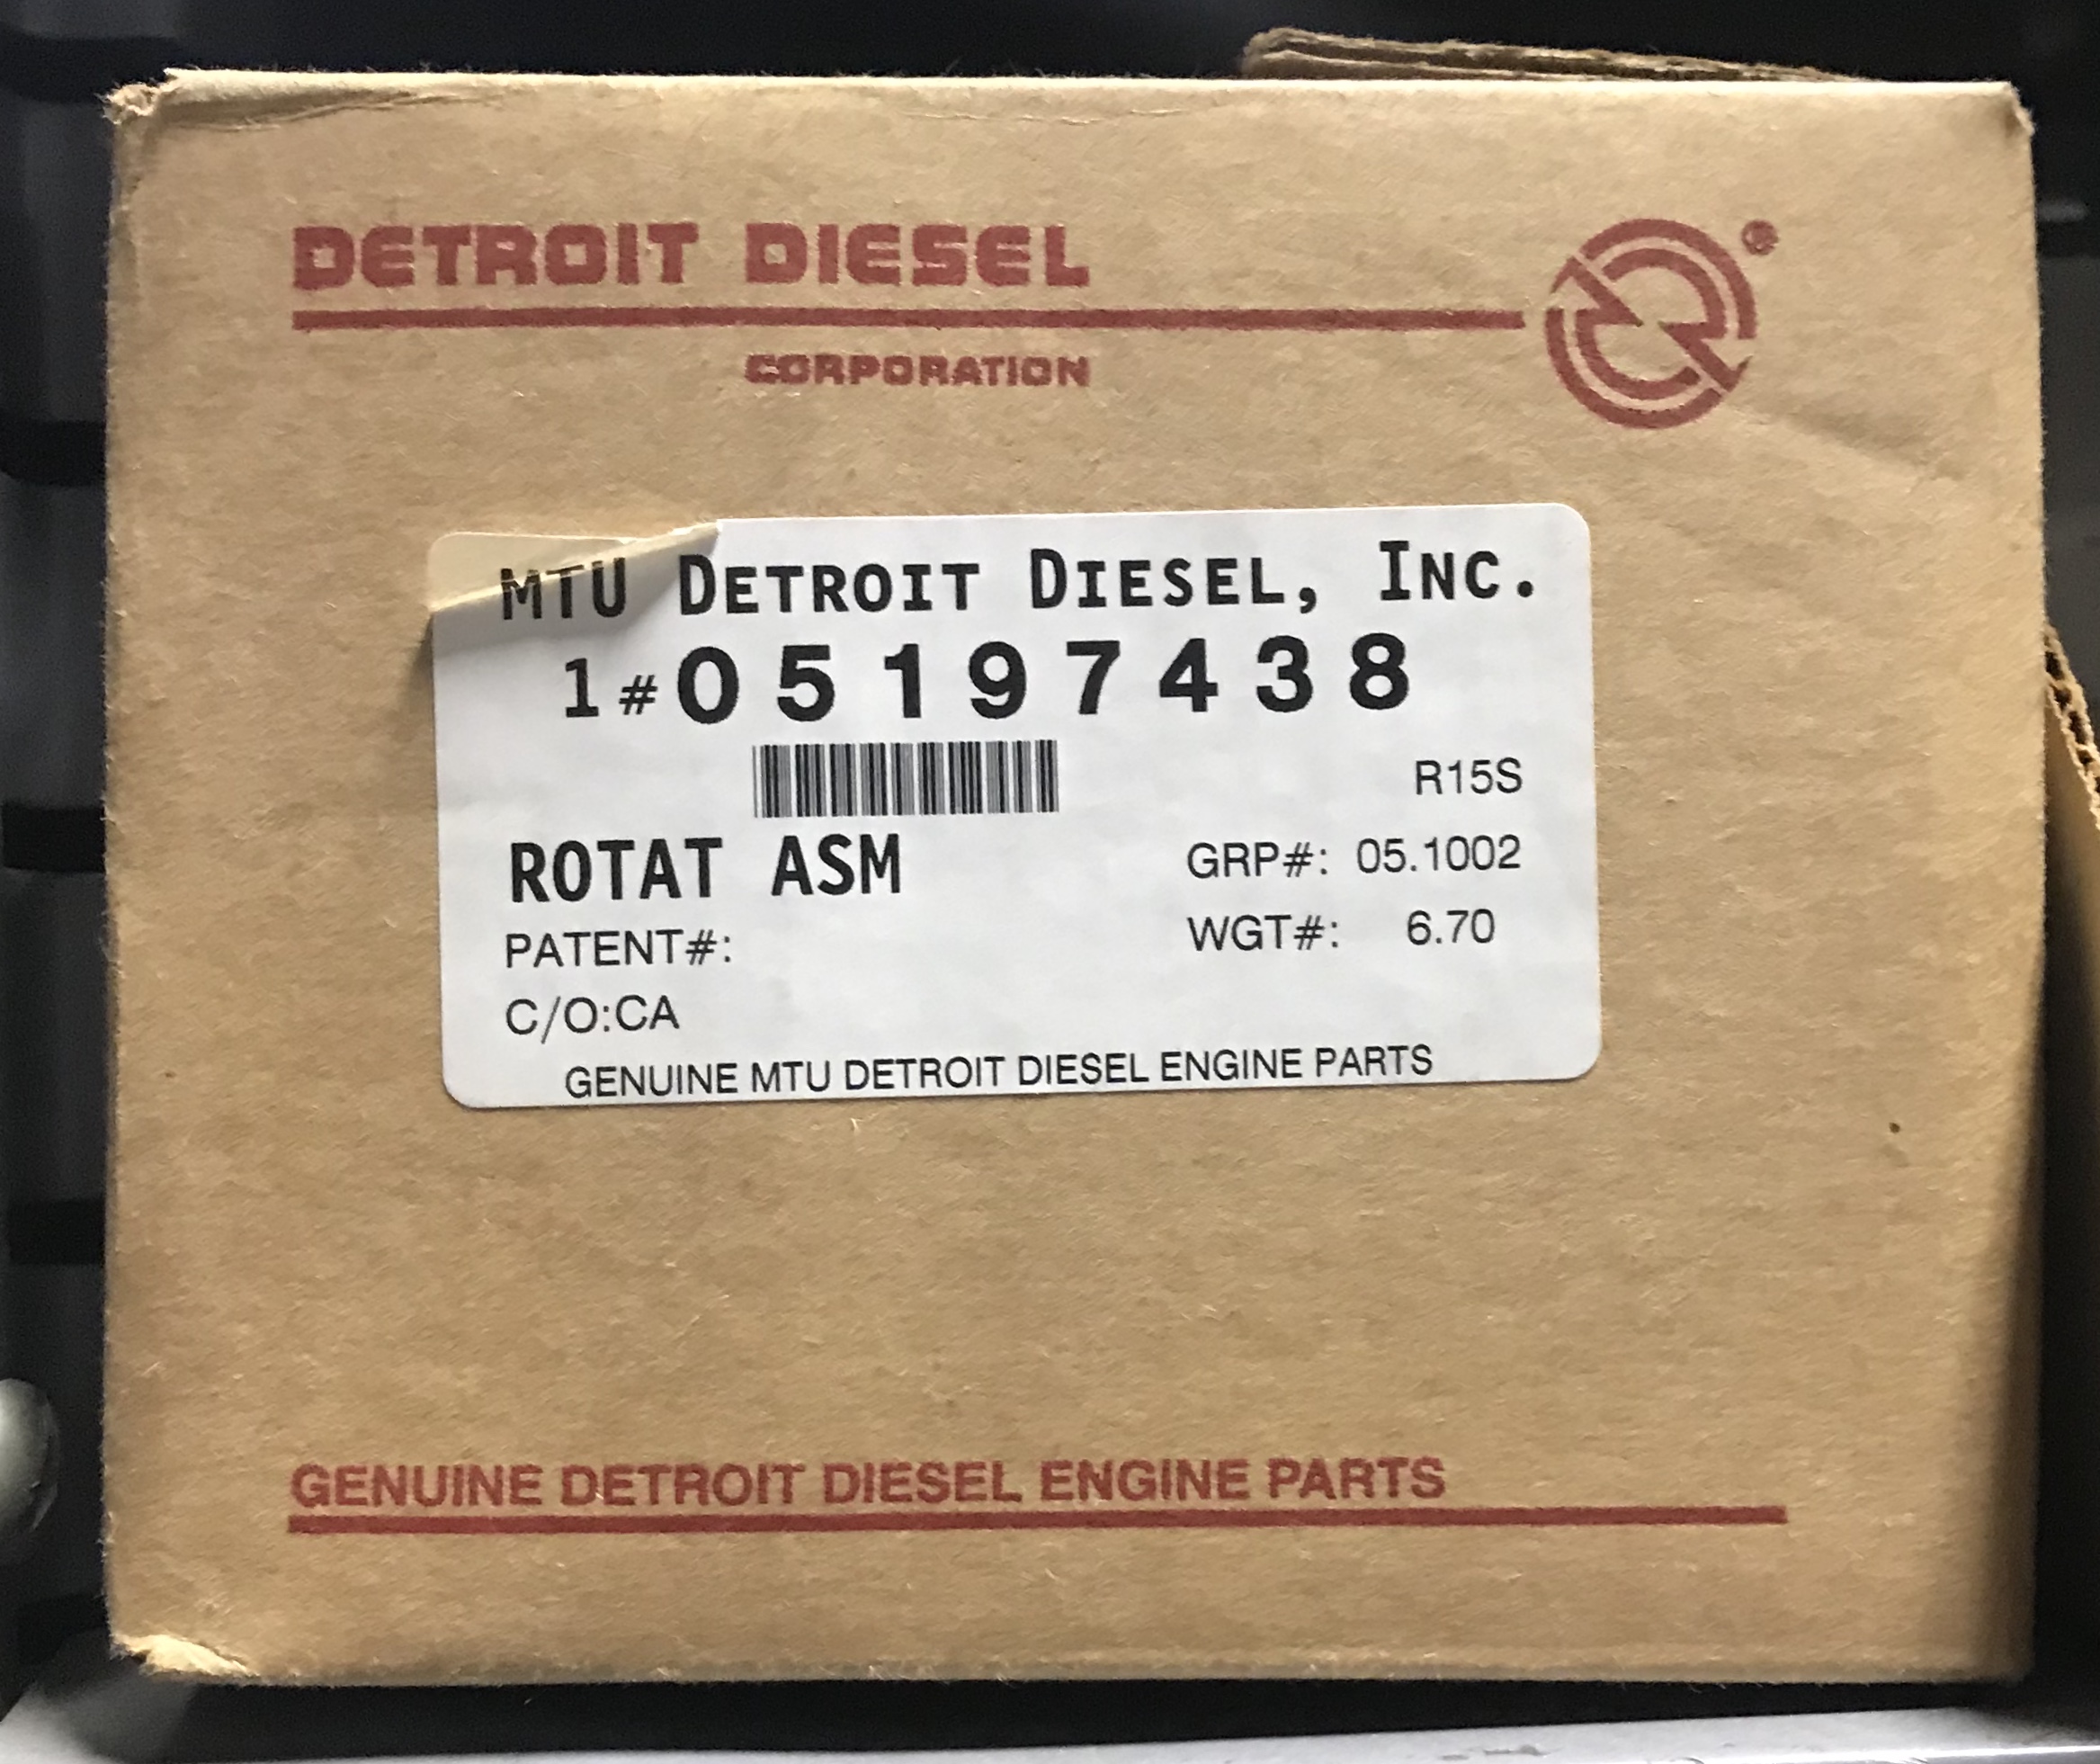 DETROIT DIESEL
CORPORATION
MTU DETROIT DIESEL, INC.
1#05197438
R15S
ROTAT ASM
GRP#: 05.1002
PATENT#:
WGT#: 6.70
C/O:CA
GENUINE MTU DETROIT DIESEL ENGINE PARTS
GENUINE DETROIT DIESEL ENGINE PARTS